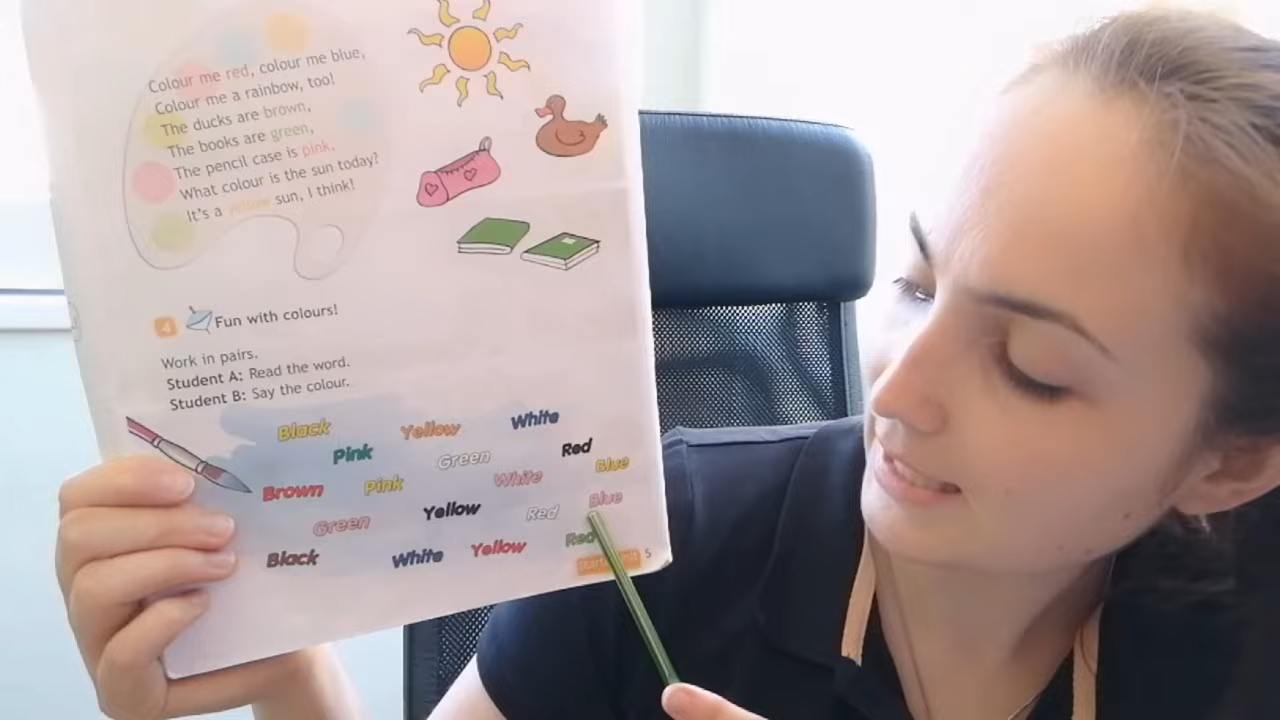 Colour me red, colour me blue,
Colour me a rainbow, too!
The ducks are brown,
The books are green,
The pencil case is pink.
What colour is the sun today?
It's a yellow sun, I think!
4 Fun with colours!
Work in pairs.
Student A: Read the word.
Student B: Say the colour.
Black Yellow White
Pink Green Red
Brown Pink White Blue
Green Yellow Red Blue
Black White Yellow Red
5